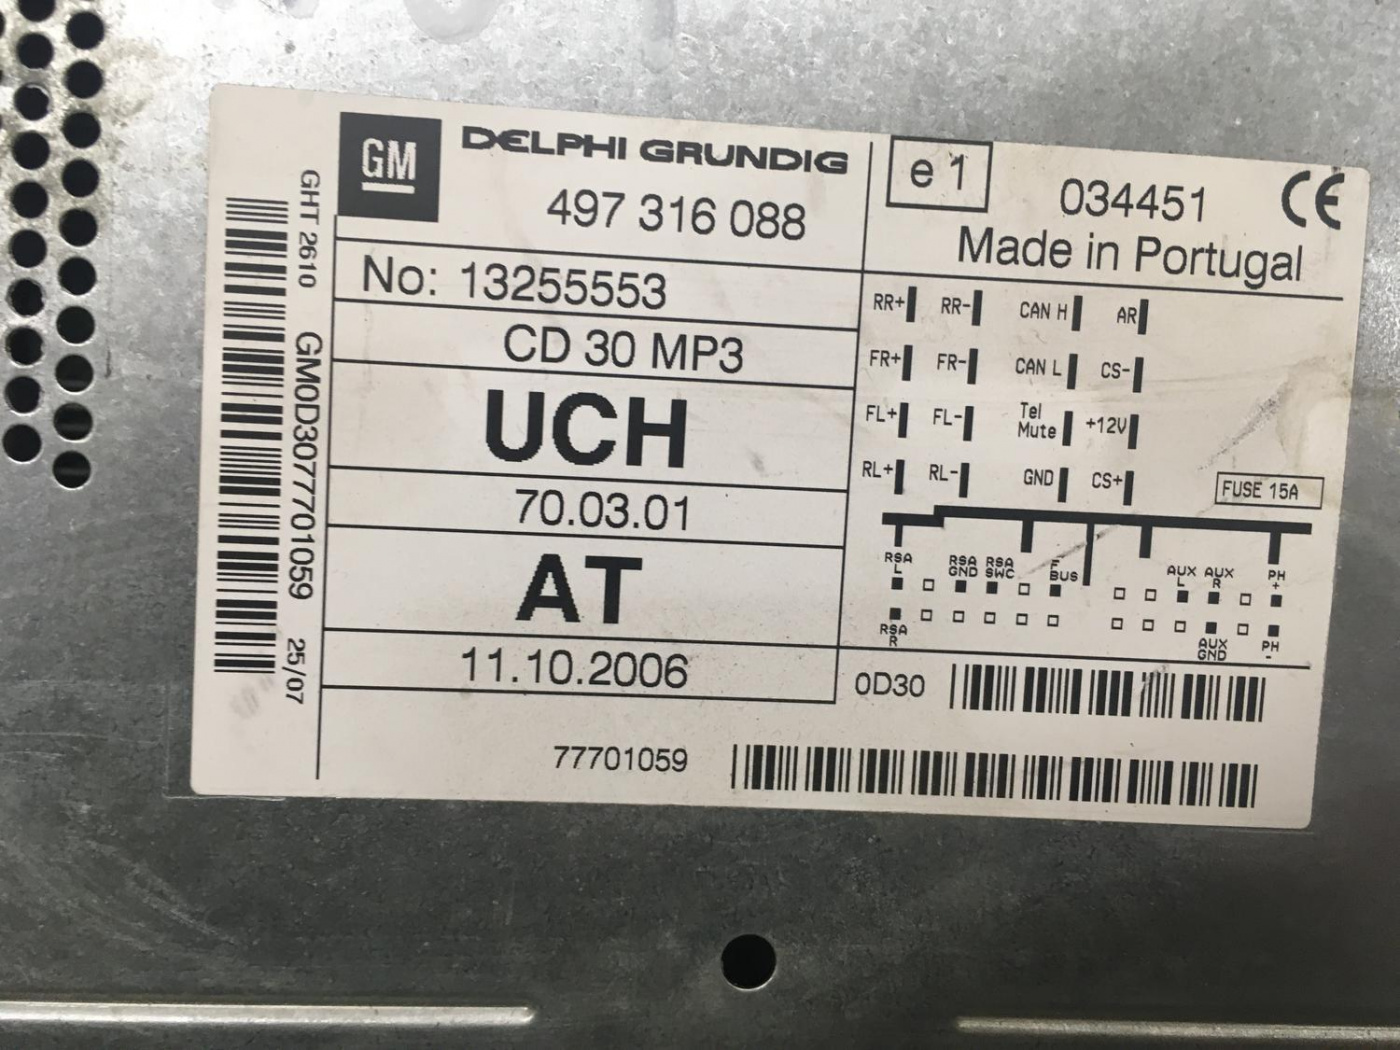 GM
DELPHI GRUNDIG
497 316 088
No: 13255553
CD 30 MP3
UCH
70.03.01
AT
11.10.2006
77701059
e 1
034451
CE
Made in Portugal
RR+ RR- CAN H AR
FR+ FR- CAN L CS-
FL+ FL- Tel Mute +12V
RL+ RL- GND CS+
FUSE 15A
RSA L RSA GND RSA SWC F BUS AUX L AUX R PH +
RSA R AUX GND PH -
0D30
GHT 2610 GM0D3077701059 25/07